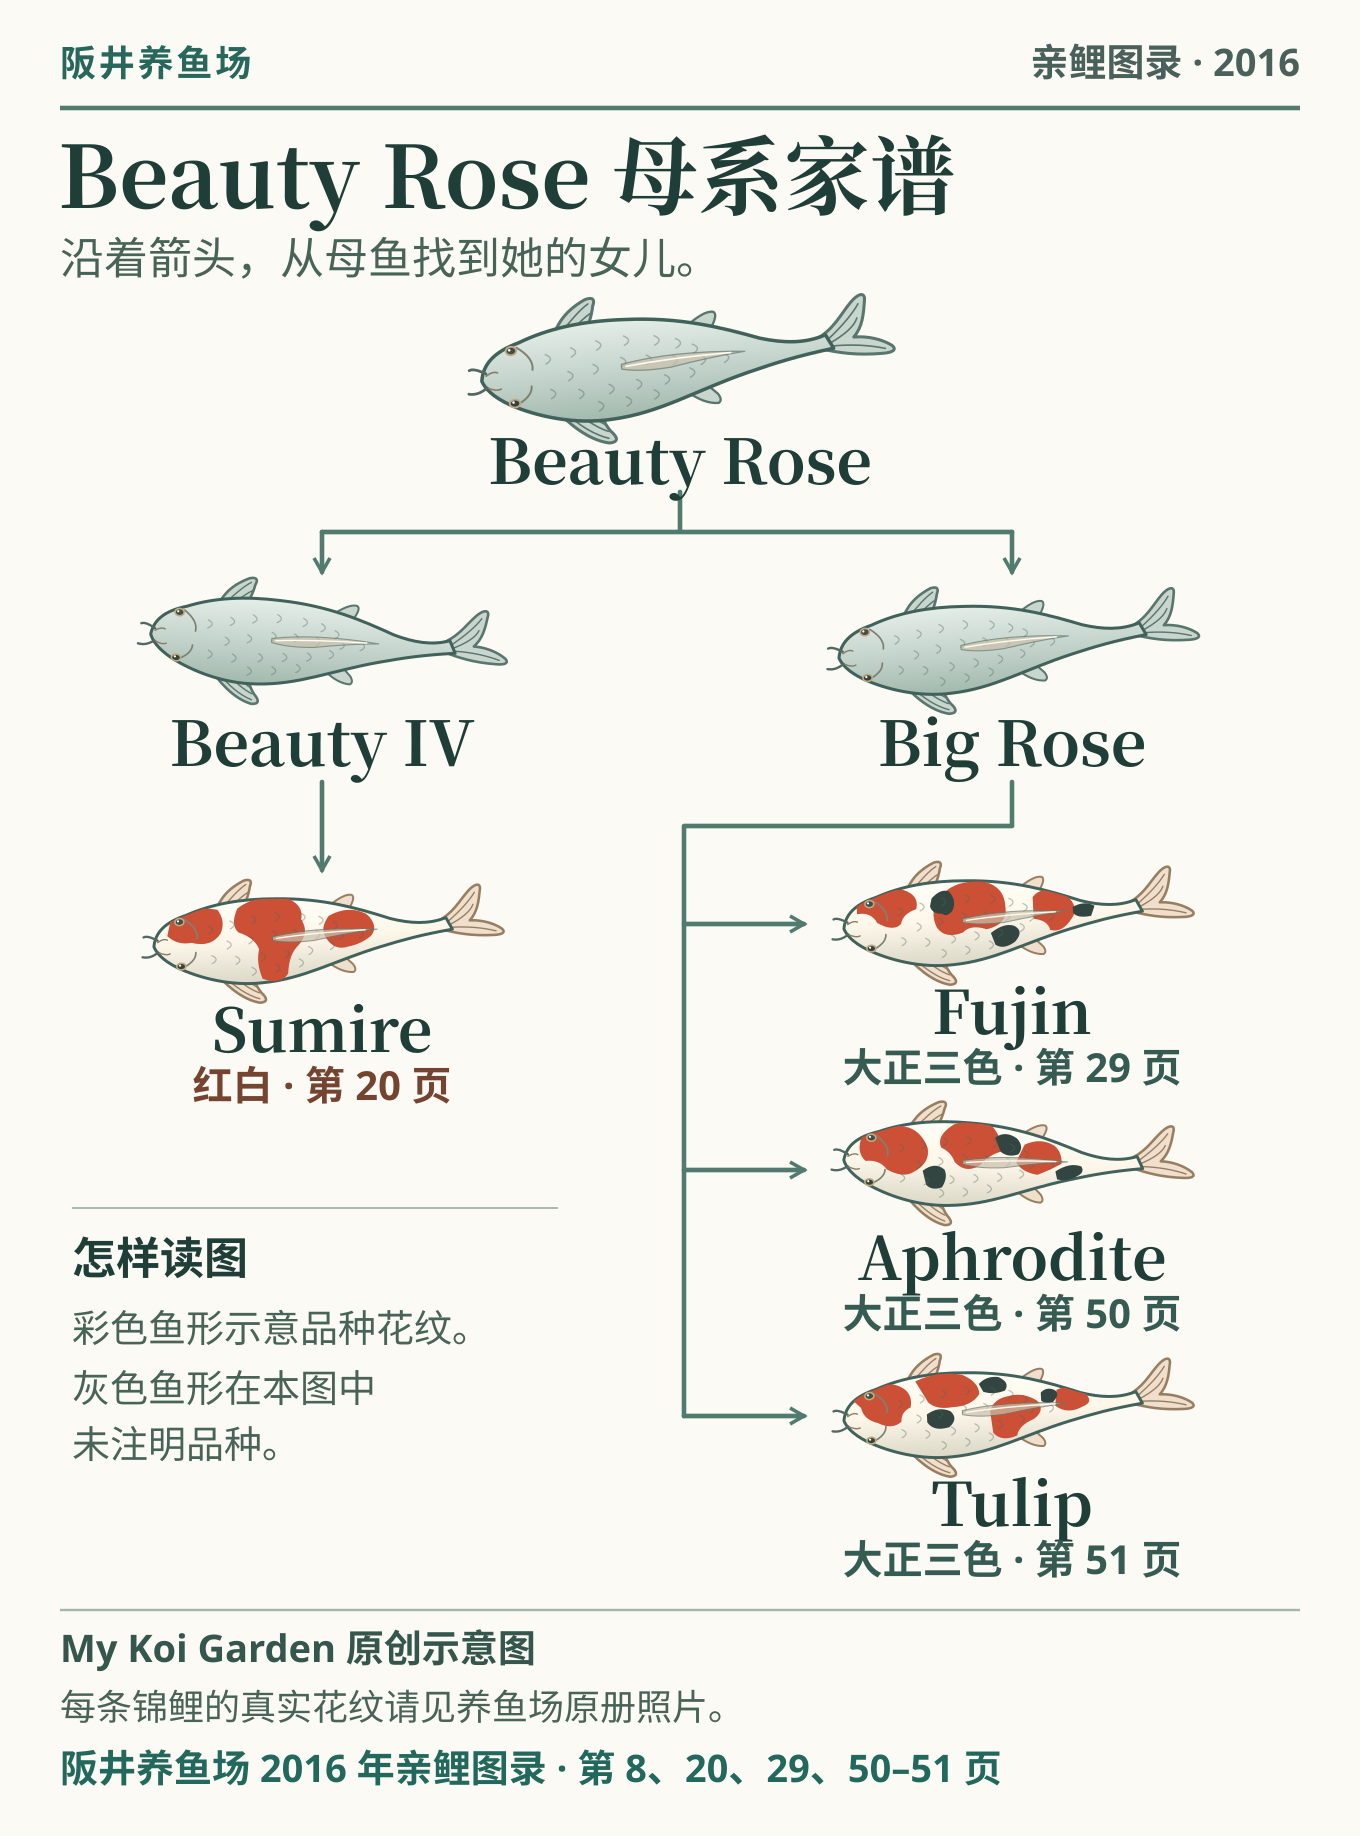 阪井养鱼场
亲鲤图录 · 2016
Beauty Rose 母系家谱
沿着箭头，从母鱼找到她的女儿。
Beauty Rose
Beauty IV
Big Rose
Sumire
红白 · 第 20 页
Fujin
大正三色 · 第 29 页
Aphrodite
大正三色 · 第 50 页
Tulip
大正三色 · 第 51 页
怎样读图
彩色鱼形示意品种花纹。
灰色鱼形在本图中
未注明品种。
My Koi Garden 原创示意图
每条锦鲤的真实花纹请见养鱼场原册照片。
阪井养鱼场 2016 年亲鲤图录 · 第 8、20、29、50–51 页